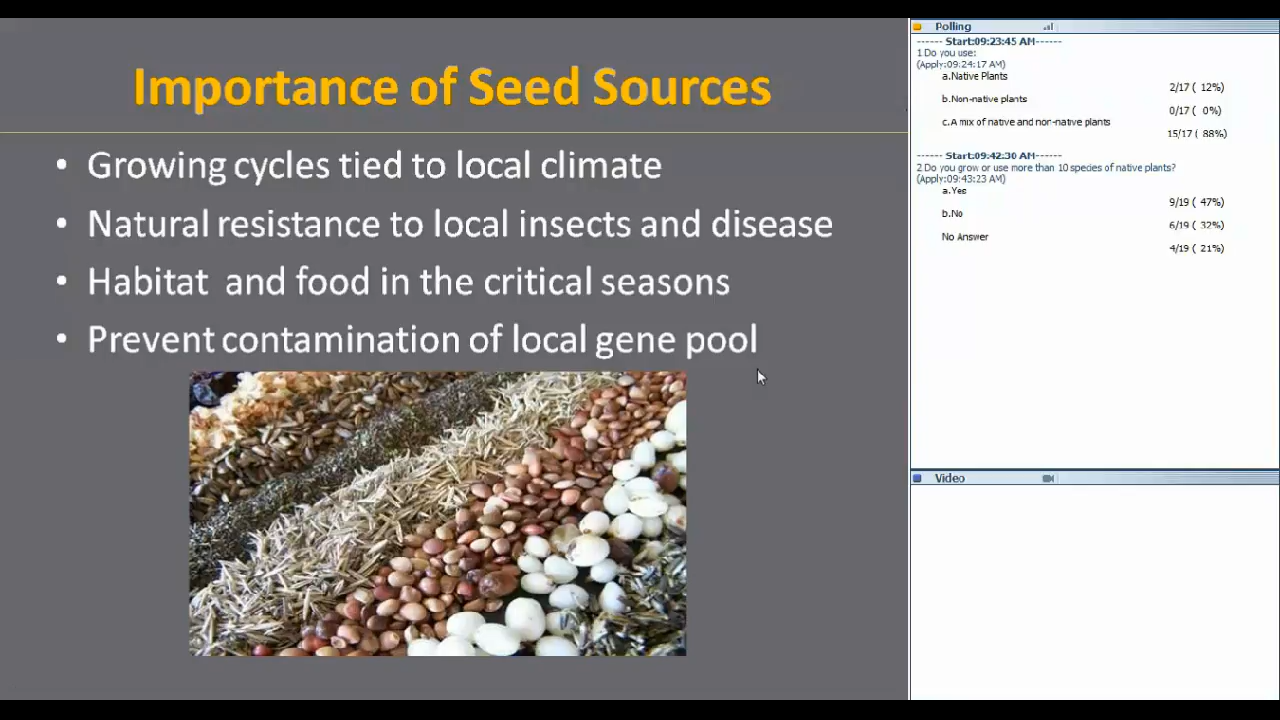 Importance of Seed Sources
• Growing cycles tied to local climate
• Natural resistance to local insects and disease
• Habitat and food in the critical seasons
• Prevent contamination of local gene pool
Polling
------ Start:09:23:45 AM------
1.Do you use:
(Apply:09:24:17 AM)
a.Native Plants
2/17 ( 12%)
b.Non-native plants
0/17 ( 0%)
c.A mix of native and non-native plants
15/17 ( 88%)
------ Start:09:42:30 AM------
2.Do you grow or use more than 10 species of native plants?
(Apply:09:43:23 AM)
a.Yes
9/19 ( 47%)
b.No
6/19 ( 32%)
No Answer
4/19 ( 21%)
Video